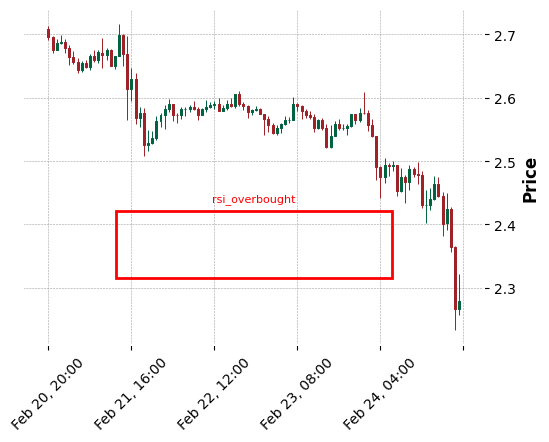 2.7
2.6
2.5
2.4
2.3
Price
rsi_overbought
Feb 20, 20:00
Feb 21, 16:00
Feb 22, 12:00
Feb 23, 08:00
Feb 24, 04:00